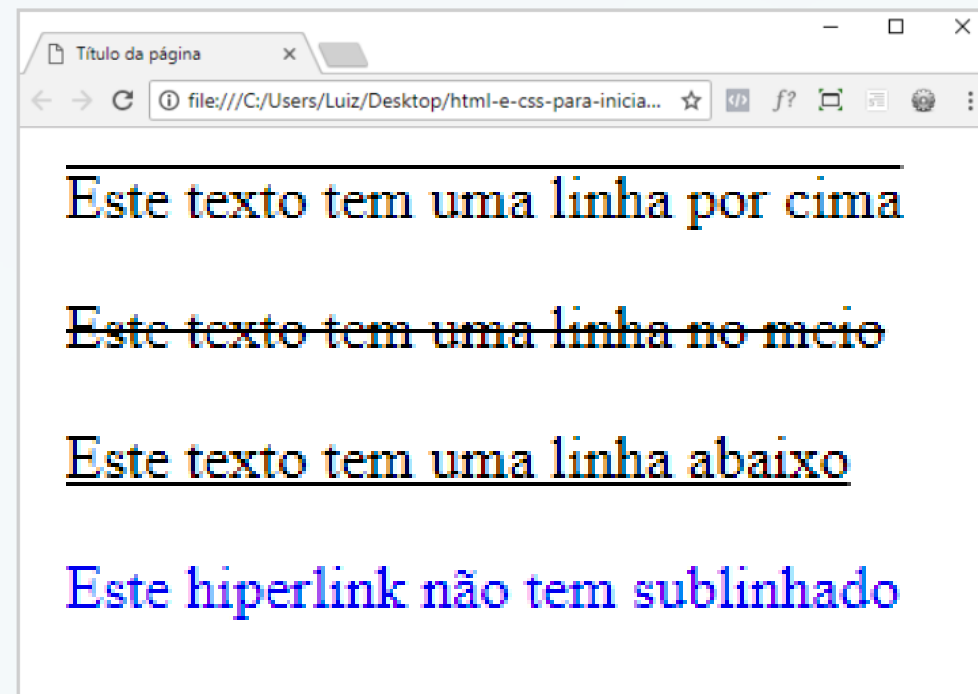 Título da página
file:///C:/Users/Luiz/Desktop/html-e-css-para-inicia... f?
Este texto tem uma linha por cima
Este texto tem uma linha no meio
Este texto tem uma linha abaixo
Este hiperlink não tem sublinhado